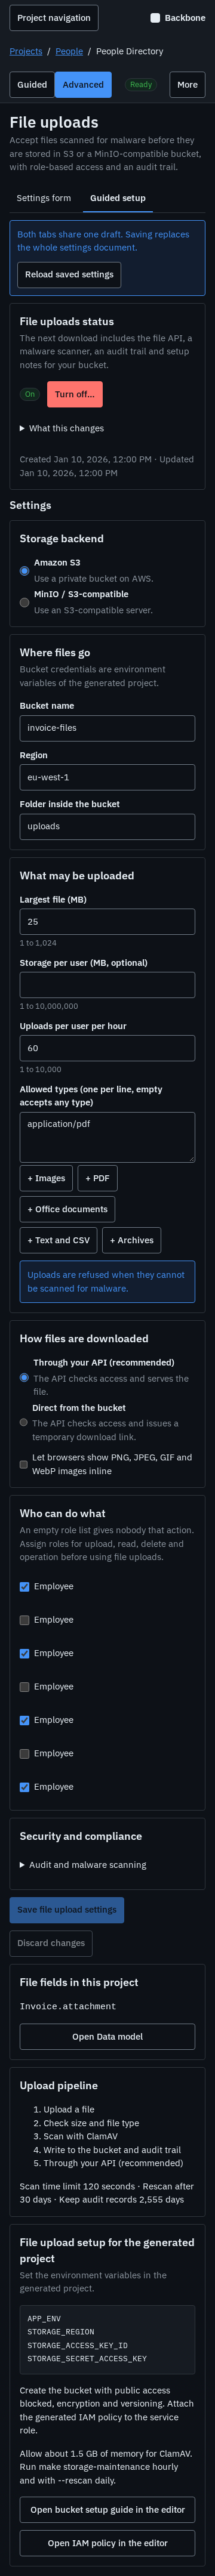 Project navigation
Backbone
Projects / People / People Directory
Guided
Advanced
Ready
More
File uploads
Accept files scanned for malware before they
are stored in S3 or a MinIO-compatible bucket,
with role-based access and an audit trail.
Settings form
Guided setup
Both tabs share one draft. Saving replaces
the whole settings document.
Reload saved settings
File uploads status
The next download includes the file API, a
malware scanner, an audit trail and setup
notes for your bucket.
On
Turn off...
What this changes
Created Jan 10, 2026, 12:00 PM · Updated
Jan 10, 2026, 12:00 PM
Settings
Storage backend
Amazon S3
Use a private bucket on AWS.
MinIO / S3-compatible
Use an S3-compatible server.
Where files go
Bucket credentials are environment
variables of the generated project.
Bucket name
invoice-files
Region
eu-west-1
Folder inside the bucket
uploads
What may be uploaded
Largest file (MB)
25
1 to 1,024
Storage per user (MB, optional)
1 to 10,000,000
Uploads per user per hour
60
1 to 10,000
Allowed types (one per line, empty
accepts any type)
application/pdf
+ Images
+ PDF
+ Office documents
+ Text and CSV
+ Archives
Uploads are refused when they cannot
be scanned for malware.
How files are downloaded
Through your API (recommended)
The API checks access and serves the
file.
Direct from the bucket
The API checks access and issues a
temporary download link.
Let browsers show PNG, JPEG, GIF and
WebP images inline
Who can do what
An empty role list gives nobody that action.
Assign roles for upload, read, delete and
operation before using file uploads.
Employee
Employee
Employee
Employee
Employee
Employee
Employee
Security and compliance
Audit and malware scanning
Save file upload settings
Discard changes
File fields in this project
Invoice.attachment
Open Data model
Upload pipeline
1. Upload a file
2. Check size and file type
3. Scan with ClamAV
4. Write to the bucket and audit trail
5. Through your API (recommended)
Scan time limit 120 seconds · Rescan after
30 days · Keep audit records 2,555 days
File upload setup for the generated
project
Set the environment variables in the
generated project.
APP_ENV
STORAGE_REGION
STORAGE_ACCESS_KEY_ID
STORAGE_SECRET_ACCESS_KEY
Create the bucket with public access
blocked, encryption and versioning. Attach
the generated IAM policy to the service
role.
Allow about 1.5 GB of memory for ClamAV.
Run make storage-maintenance hourly
and with --rescan daily.
Open bucket setup guide in the editor
Open IAM policy in the editor